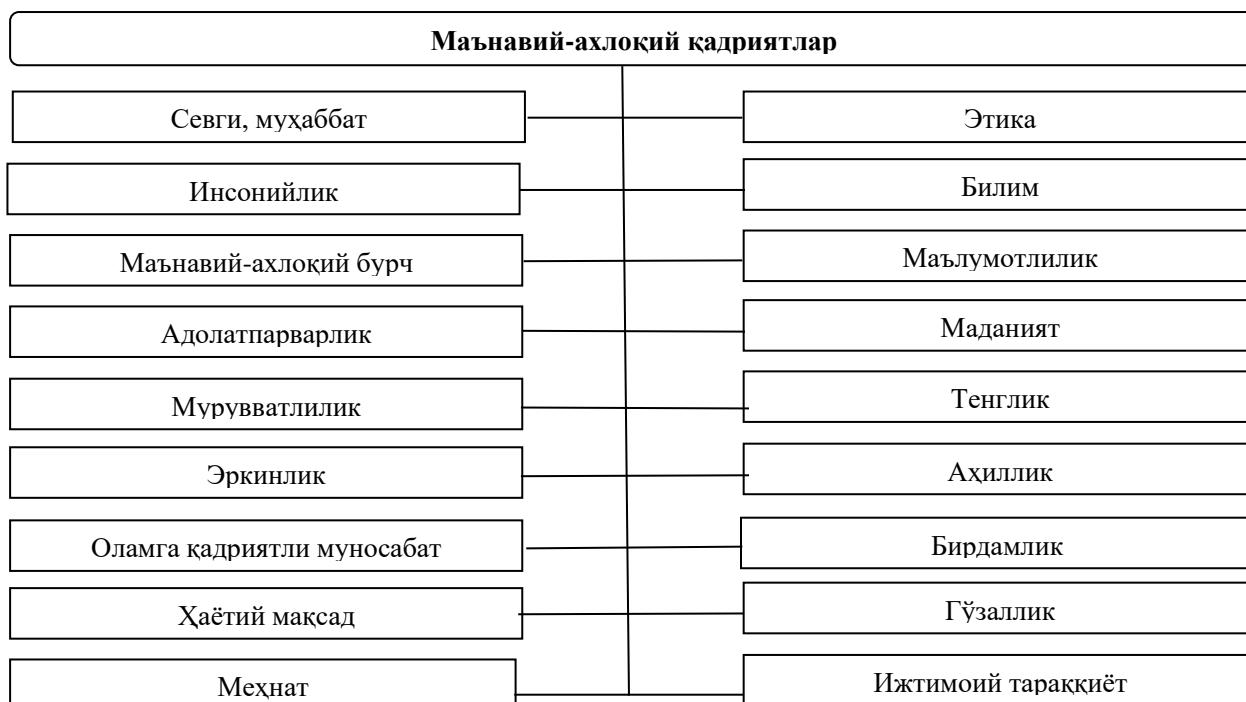 Маънавий-ахлоқий қадриятлар
Севги, муҳаббат
Этика
Инсонийлик
Билим
Маънавий-ахлоқий бурч
Маълумотлилик
Адолатпарварлик
Маданият
Мурувватлилик
Тенглик
Эркинлик
Аҳиллик
Оламга қадриятли муносабат
Бирдамлик
Ҳаётий мақсад
Гўзаллик
Меҳнат
Ижтимоий тараққиёт